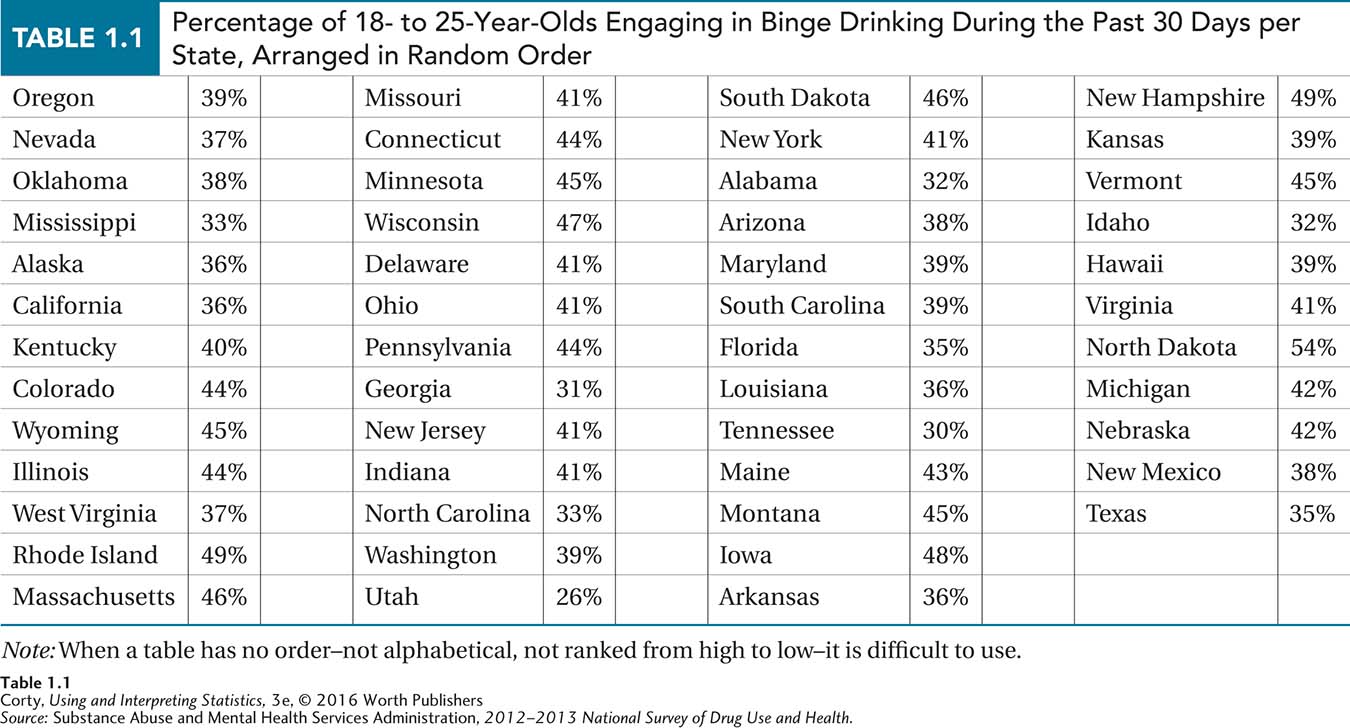 TABLE 1.1
Percentage of 18- to 25-Year-Olds Engaging in Binge Drinking During the Past 30 Days per
State, Arranged in Random Order
Oregon 39% Missouri 41% South Dakota 46% New Hampshire 49%
Nevada 37% Connecticut 44% New York 41% Kansas 39%
Oklahoma 38% Minnesota 45% Alabama 32% Vermont 45%
Mississippi 33% Wisconsin 47% Arizona 38% Idaho 32%
Alaska 36% Delaware 41% Maryland 39% Hawaii 39%
California 36% Ohio 41% South Carolina 39% Virginia 41%
Kentucky 40% Pennsylvania 44% Florida 35% North Dakota 54%
Colorado 44% Georgia 31% Louisiana 36% Michigan 42%
Wyoming 45% New Jersey 41% Tennessee 30% Nebraska 42%
Illinois 44% Indiana 41% Maine 43% New Mexico 38%
West Virginia 37% North Carolina 33% Montana 45% Texas 35%
Rhode Island 49% Washington 39% Iowa 48%
Massachusetts 46% Utah 26% Arkansas 36%
Note: When a table has no order–not alphabetical, not ranked from high to low–it is difficult to use.
Table 1.1
Corty, Using and Interpreting Statistics, 3e, © 2016 Worth Publishers
Source: Substance Abuse and Mental Health Services Administration, 2012–2013 National Survey of Drug Use and Health.